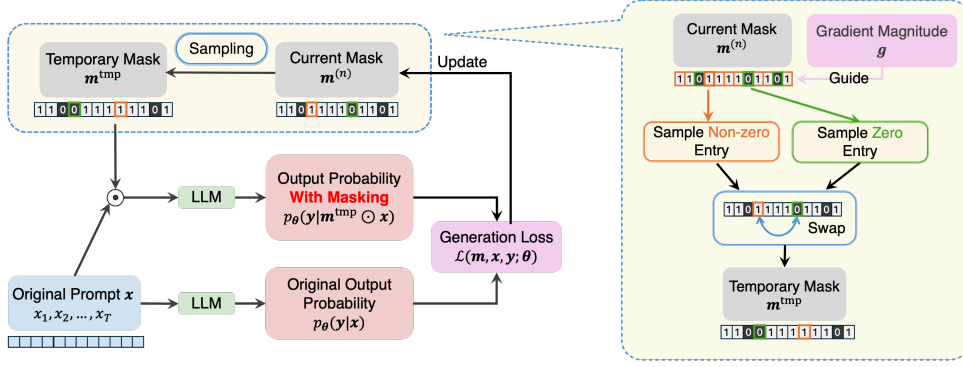 Sampling
Temporary Mask
𝒎^tmp
Current Mask
𝒎^(n)
1 1 0 0 1 1 1 1 1 1 0 1
1 1 0 1 1 1 1 0 1 1 0 1
Update
LLM
Output Probability
With Masking
p_𝜽(𝒚|𝒎^tmp ⊙ 𝒙)
Generation Loss
ℒ(𝒎, 𝒙, 𝒚; 𝜽)
Original Prompt 𝒙
x_1, x_2, ..., x_T
LLM
Original Output
Probability
p_𝜽(𝒚|𝒙)
Current Mask
𝒎^(n)
Gradient Magnitude
𝒈
1 1 0 1 1 1 1 0 1 1 0 1
Guide
Sample Non-zero
Entry
Sample Zero
Entry
1 1 0 1 1 1 1 0 1 1 0 1
Swap
Temporary Mask
𝒎^tmp
1 1 0 0 1 1 1 1 1 1 0 1